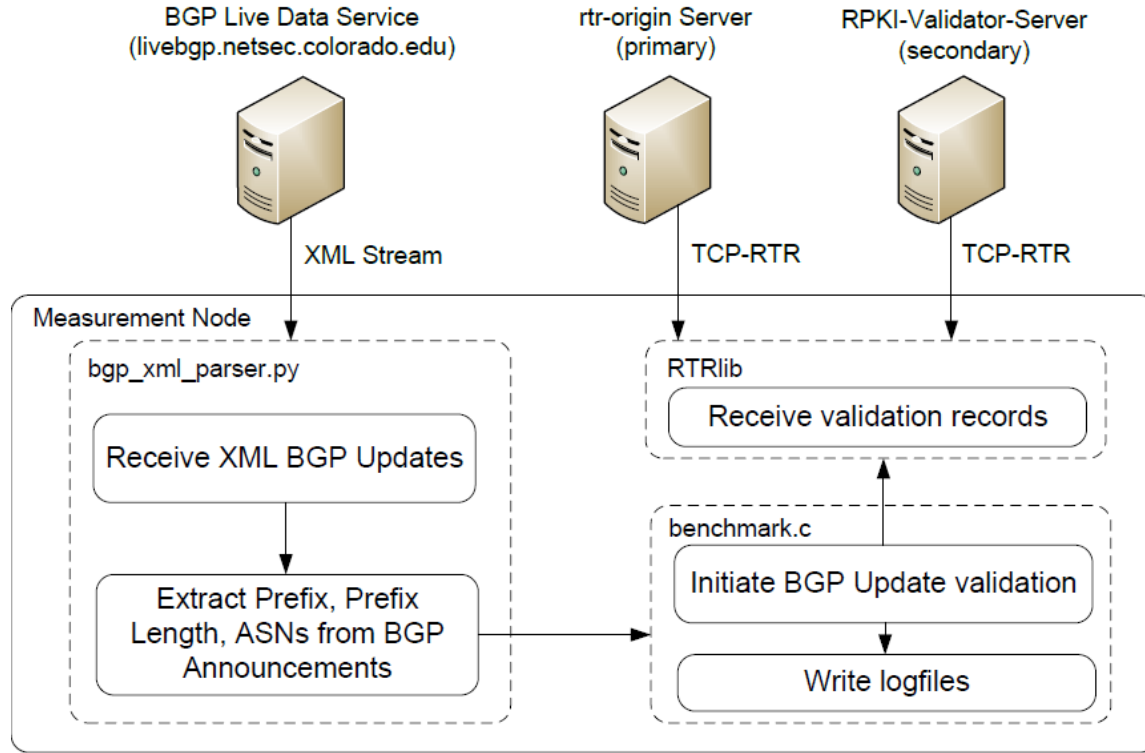 BGP Live Data Service
(livebgp.netsec.colorado.edu)
rtr-origin Server
(primary)
RPKI-Validator-Server
(secondary)
XML Stream
TCP-RTR
TCP-RTR
Measurement Node
bgp_xml_parser.py
Receive XML BGP Updates
Extract Prefix, Prefix
Length, ASNs from BGP
Announcements
RTRlib
Receive validation records
benchmark.c
Initiate BGP Update validation
Write logfiles